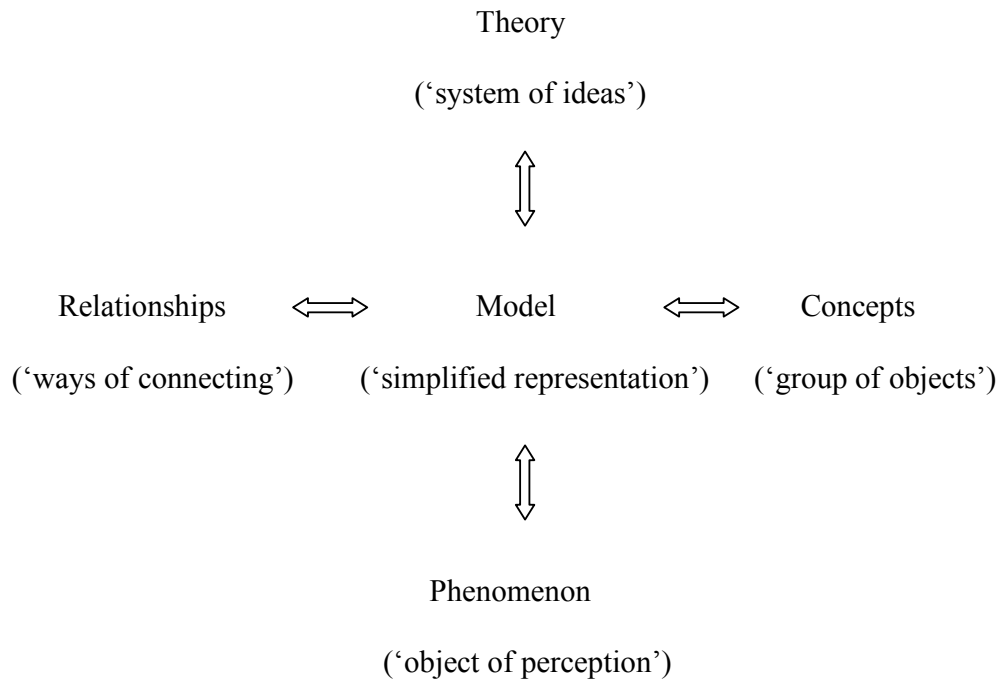 Theory
(‘system of ideas’)
Relationships Model Concepts
(‘ways of connecting’) (‘simplified representation’) (‘group of objects’)
Phenomenon
(‘object of perception’)